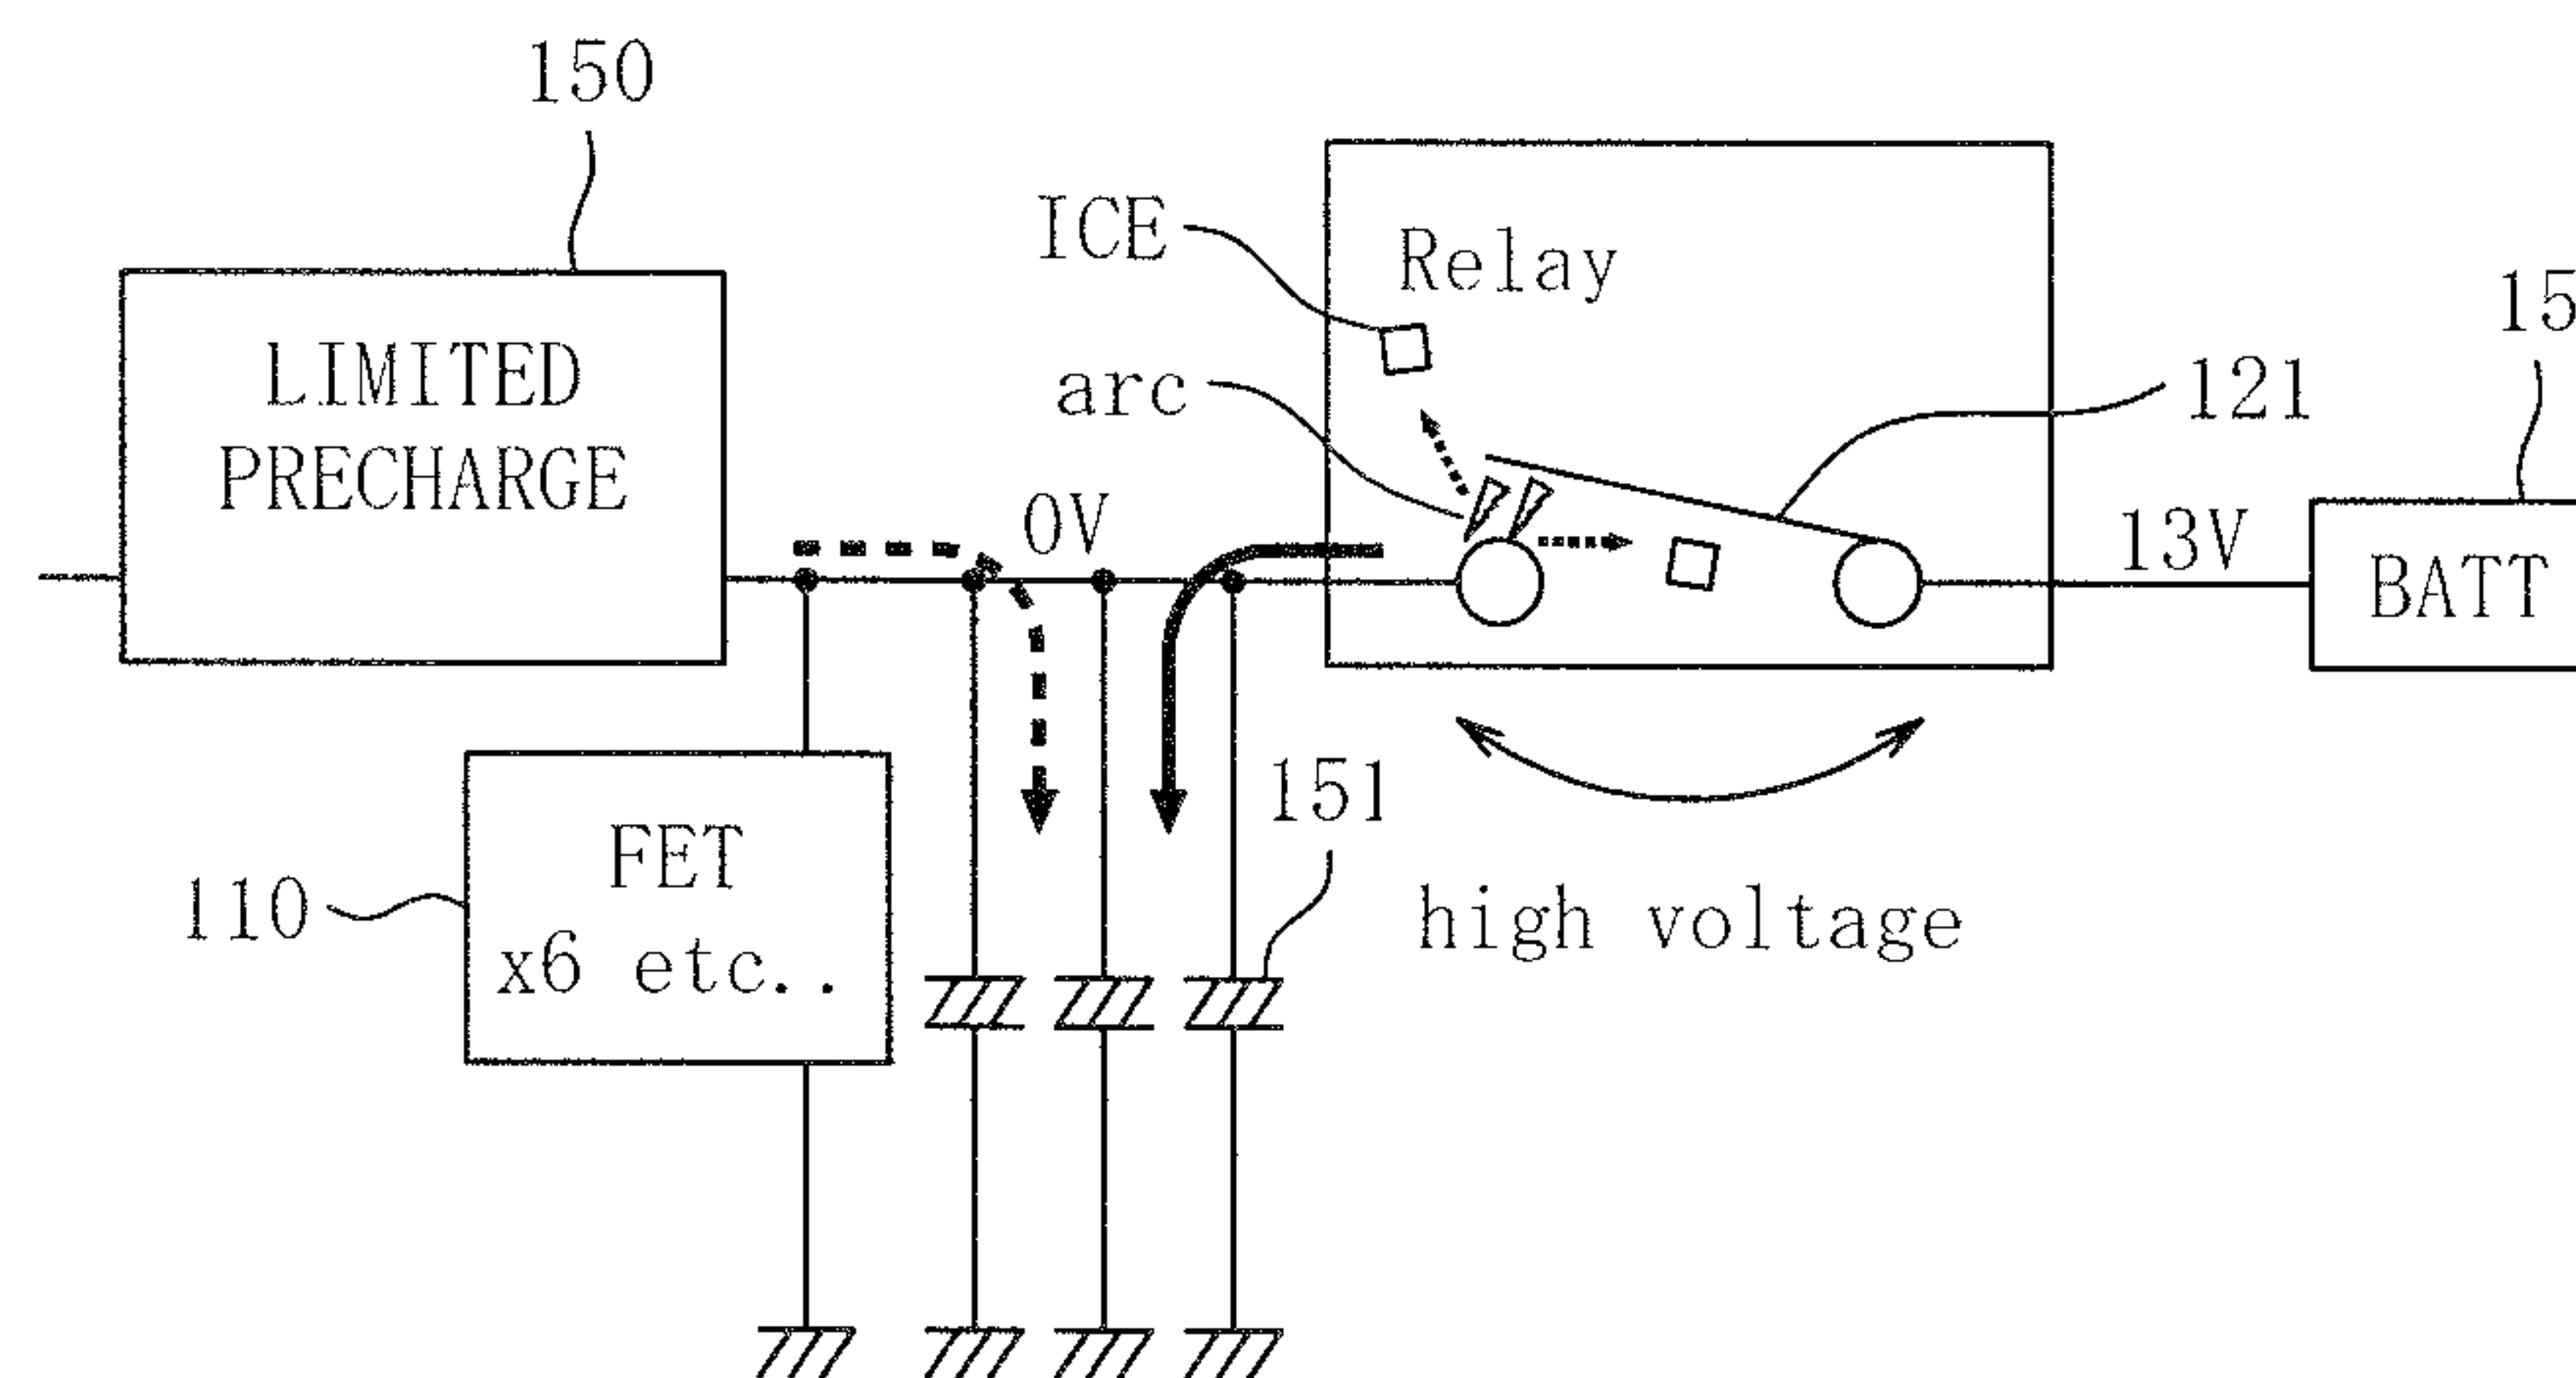 150
ICE
Relay
LIMITED
PRECHARGE
arc
121
0V
13V
BATT
151
FET
x6 etc..
110
high voltage